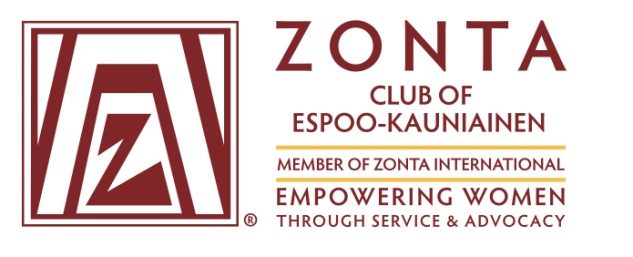 ZONTA
CLUB OF
ESPOO-KAUNIAINEN
MEMBER OF ZONTA INTERNATIONAL
EMPOWERING WOMEN
THROUGH SERVICE & ADVOCACY
®